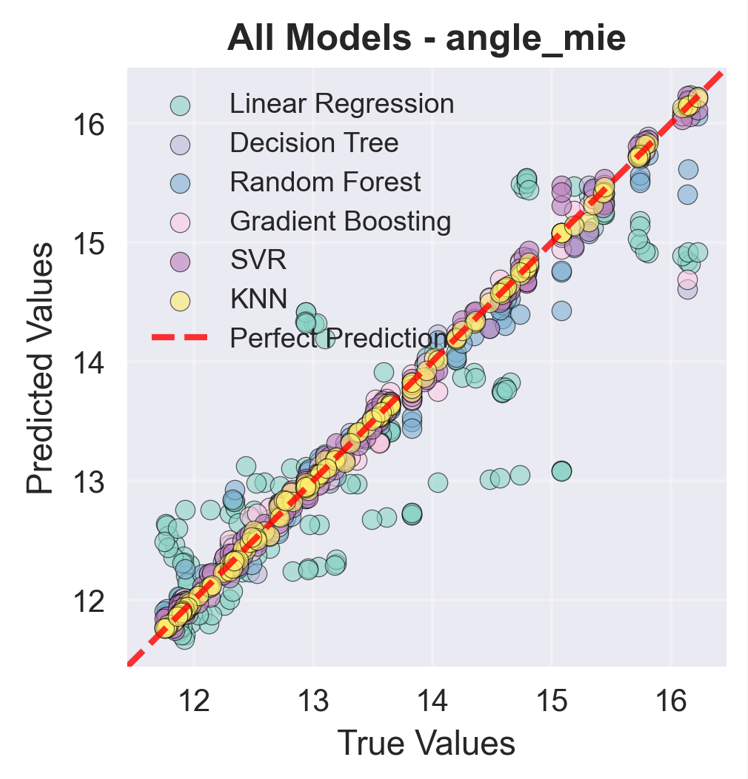 All Models - angle_mie
Linear Regression
Decision Tree
Random Forest
Gradient Boosting
SVR
KNN
Perfect Prediction
Predicted Values
16
15
14
13
12
12 13 14 15 16
True Values